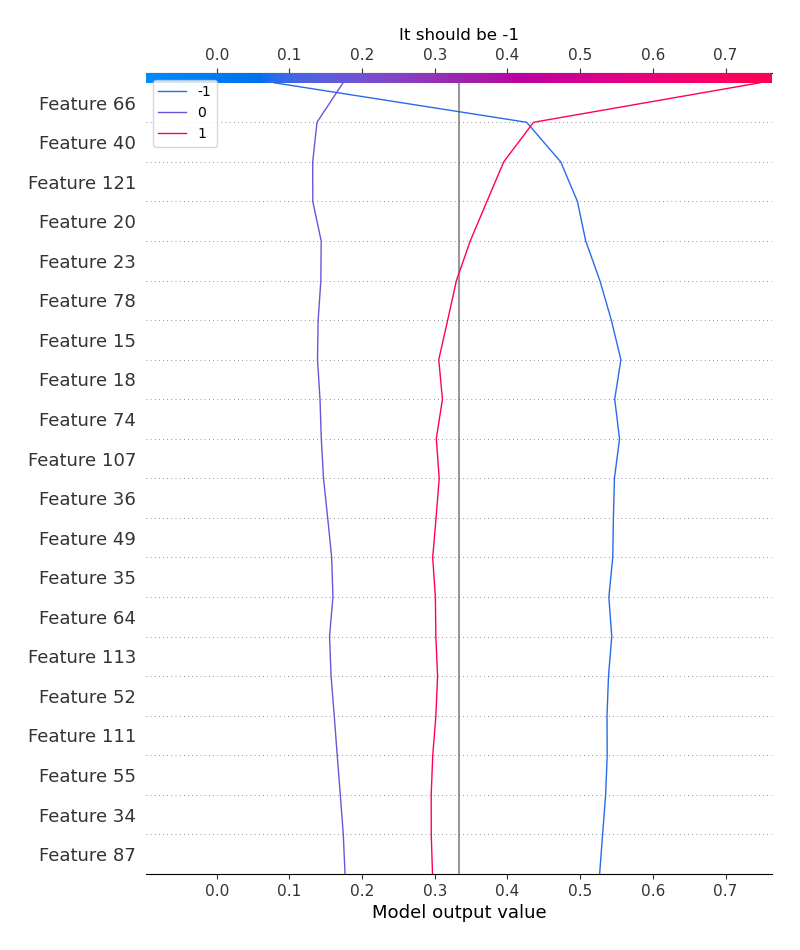 It should be -1
0.0 0.1 0.2 0.3 0.4 0.5 0.6 0.7
-1
0
1
Feature 66
Feature 40
Feature 121
Feature 20
Feature 23
Feature 78
Feature 15
Feature 18
Feature 74
Feature 107
Feature 36
Feature 49
Feature 35
Feature 64
Feature 113
Feature 52
Feature 111
Feature 55
Feature 34
Feature 87
0.0 0.1 0.2 0.3 0.4 0.5 0.6 0.7
Model output value